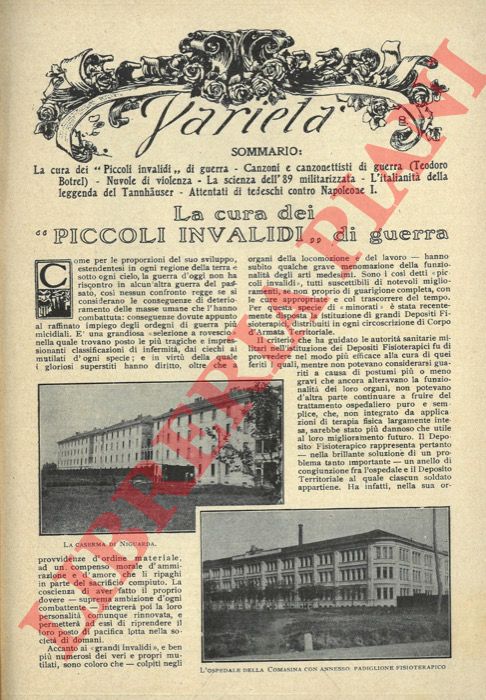 Varietà
SOMMARIO:
La cura dei “ Piccoli invalidi „ di guerra - Canzoni e canzonettisti di guerra (Teodoro
Botrel) - Nuvole di violenza - La scienza dell'89 militarizzata - L'italianità della
leggenda del Tannhäuser - Attentati di tedeschi contro Napoleone I.
La cura dei
“ PICCOLI INVALIDI „ di guerra
Come per le proporzioni del suo sviluppo,
estendentesi in ogni regione della terra e
sotto ogni cielo, la guerra d'oggi non ha
riscontro in alcun'altra guerra del pas-
sato, così nessun confronto regge se si
considerano le conseguenze di deteriora-
mento delle masse umane che l'hanno
combattuta: conseguenze dovute appunto
al raffinato impiego degli ordegni di guerra più
micidiali. E' una grandiosa «selezione a rovescio»
nella quale trovano posto le più tragiche e impres-
sionanti classificazioni di infermità, dai ciechi ai
mutilati d'ogni specie; e in virtù della quale
i gloriosi superstiti hanno diritto, oltre che a
LA CASERMA DI NIGUARDA.
provvidenze d'ordine materiale,
ad un compenso morale d'ammi-
razione e d'amore che li ripaghi
in parte del sacrificio compiuto. La
coscienza di aver fatto il proprio
dovere — suprema ambizione d'ogni
combattente — integrerà poi la loro
personalità comunque rinnovata, e
permetterà ad essi di riprendere il
loro posto di pacifica lotta nella so-
cietà di domani.
Accanto ai «grandi invalidi», e ben
più numerosi dei veri e propri mu-
tilati, sono coloro che — colpiti negli
organi della locomozione e del lavoro — hanno
subito qualche grave menomazione della funzio-
nalità degli arti medesimi. Sono i così detti «pic-
coli invalidi», tutti suscettibili di notevoli miglio-
ramenti, se non proprio di guarigione completa, con
le cure appropriate e col trascorrere del tempo.
Per questa specie di «minorati» è stata recente-
mente disposta la istituzione di grandi Depositi Fi-
sioterapici, distribuiti in ogni circoscrizione di Corpo
d'Armata Territoriale.
Il criterio che ha guidato le autorità sanitarie mi-
litari nell'istituzione dei Depositi Fisioterapici fu di
provvedere nel modo più efficace alla cura di quei
feriti i quali, mentre non potevano considerarsi gua-
riti a causa di postumi più o meno
gravi che ancora alteravano la funzio-
nalità dei loro organi, non potevano
d'altra parte continuare a fruire del
trattamento ospedaliero puro e sem-
plice, che, non integrato da applica-
zioni di terapia fisica largamente inte-
sa, sarebbe stato più dannoso che utile
al loro miglioramento futuro. Il De-
posito Fisioterapico rappresenta pertanto
— nella brillante soluzione di un pro-
blema tanto importante — un anello di
congiunzione fra l'ospedale e il Deposito
Territoriale al quale ciascun soldato
appartiene. Ha infatti, nella sua or-
L'OSPEDALE DELLA COMASINA CON ANNESSO PADIGLIONE FISIOTERAPICO
LIBRERIA PIANI